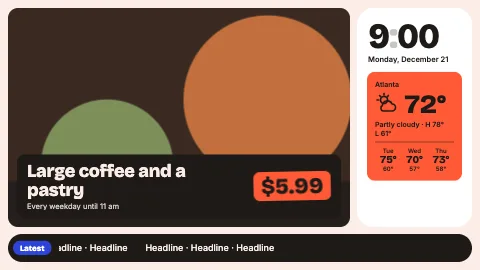 Large coffee and a
pastry
Every weekday until 11 am
$5.99
9:00
Monday, December 21
Atlanta
72°
Partly cloudy · H 78°
L 61°
Tue Wed Thu
75° 70° 73°
60° 57° 58°
Latest
adline · Headline Headline · Headline · Headline